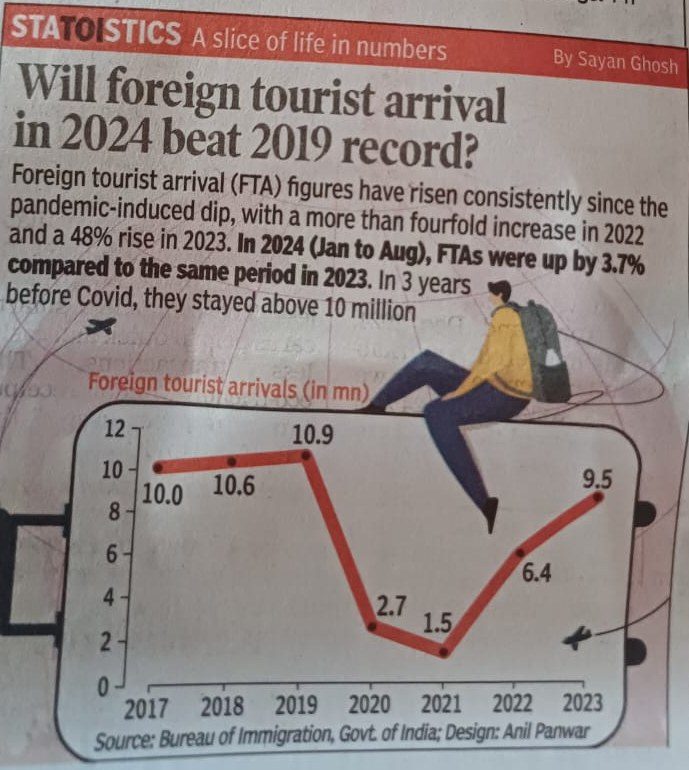 STATOISTICS A slice of life in numbers
By Sayan Ghosh
Will foreign tourist arrival
in 2024 beat 2019 record?
Foreign tourist arrival (FTA) figures have risen consistently since the
pandemic-induced dip, with a more than fourfold increase in 2022
and a 48% rise in 2023. In 2024 (Jan to Aug), FTAs were up by 3.7%
compared to the same period in 2023. In 3 years
before Covid, they stayed above 10 million
Foreign tourist arrivals (in mn)
12
10
8
6
4
2
0
10.0
10.6
10.9
2.7
1.5
6.4
9.5
2017 2018 2019 2020 2021 2022 2023
Source: Bureau of Immigration, Govt. of India; Design: Anil Panwar